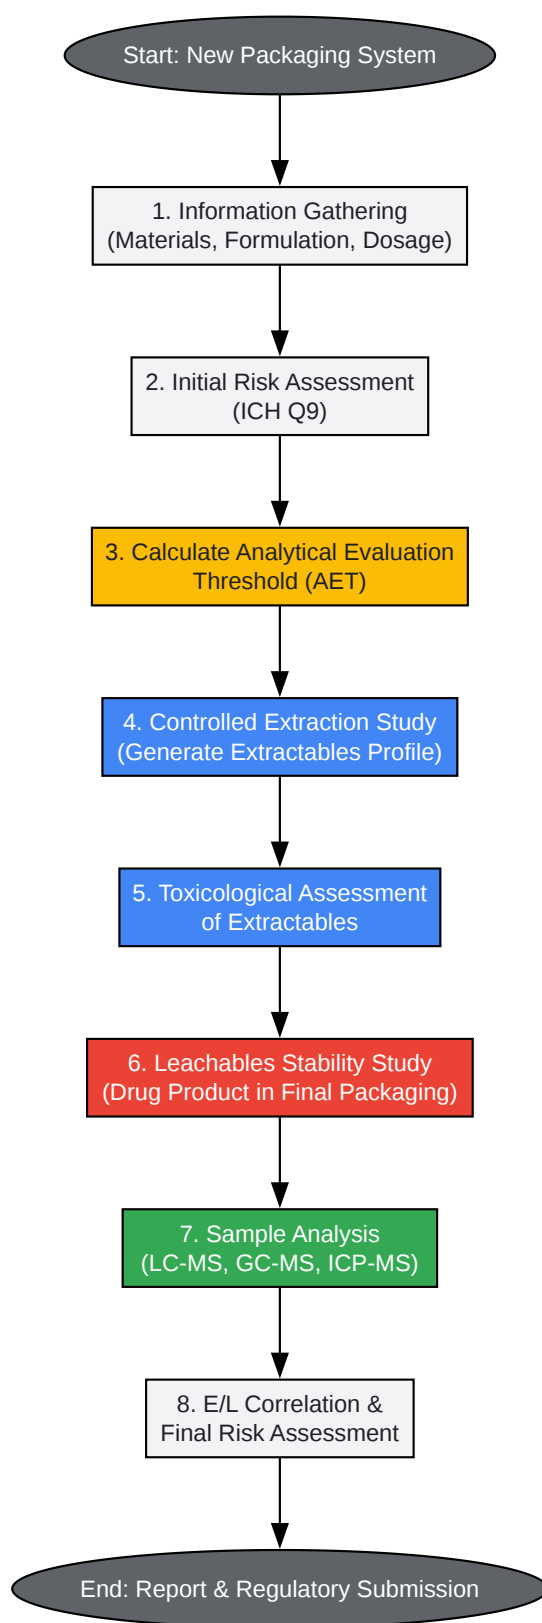 Start: New Packaging System
1. Information Gathering
(Materials, Formulation, Dosage)
2. Initial Risk Assessment
(ICH Q9)
3. Calculate Analytical Evaluation
Threshold (AET)
4. Controlled Extraction Study
(Generate Extractables Profile)
5. Toxicological Assessment
of Extractables
6. Leachables Stability Study
(Drug Product in Final Packaging)
7. Sample Analysis
(LC-MS, GC-MS, ICP-MS)
8. E/L Correlation &
Final Risk Assessment
End: Report & Regulatory Submission